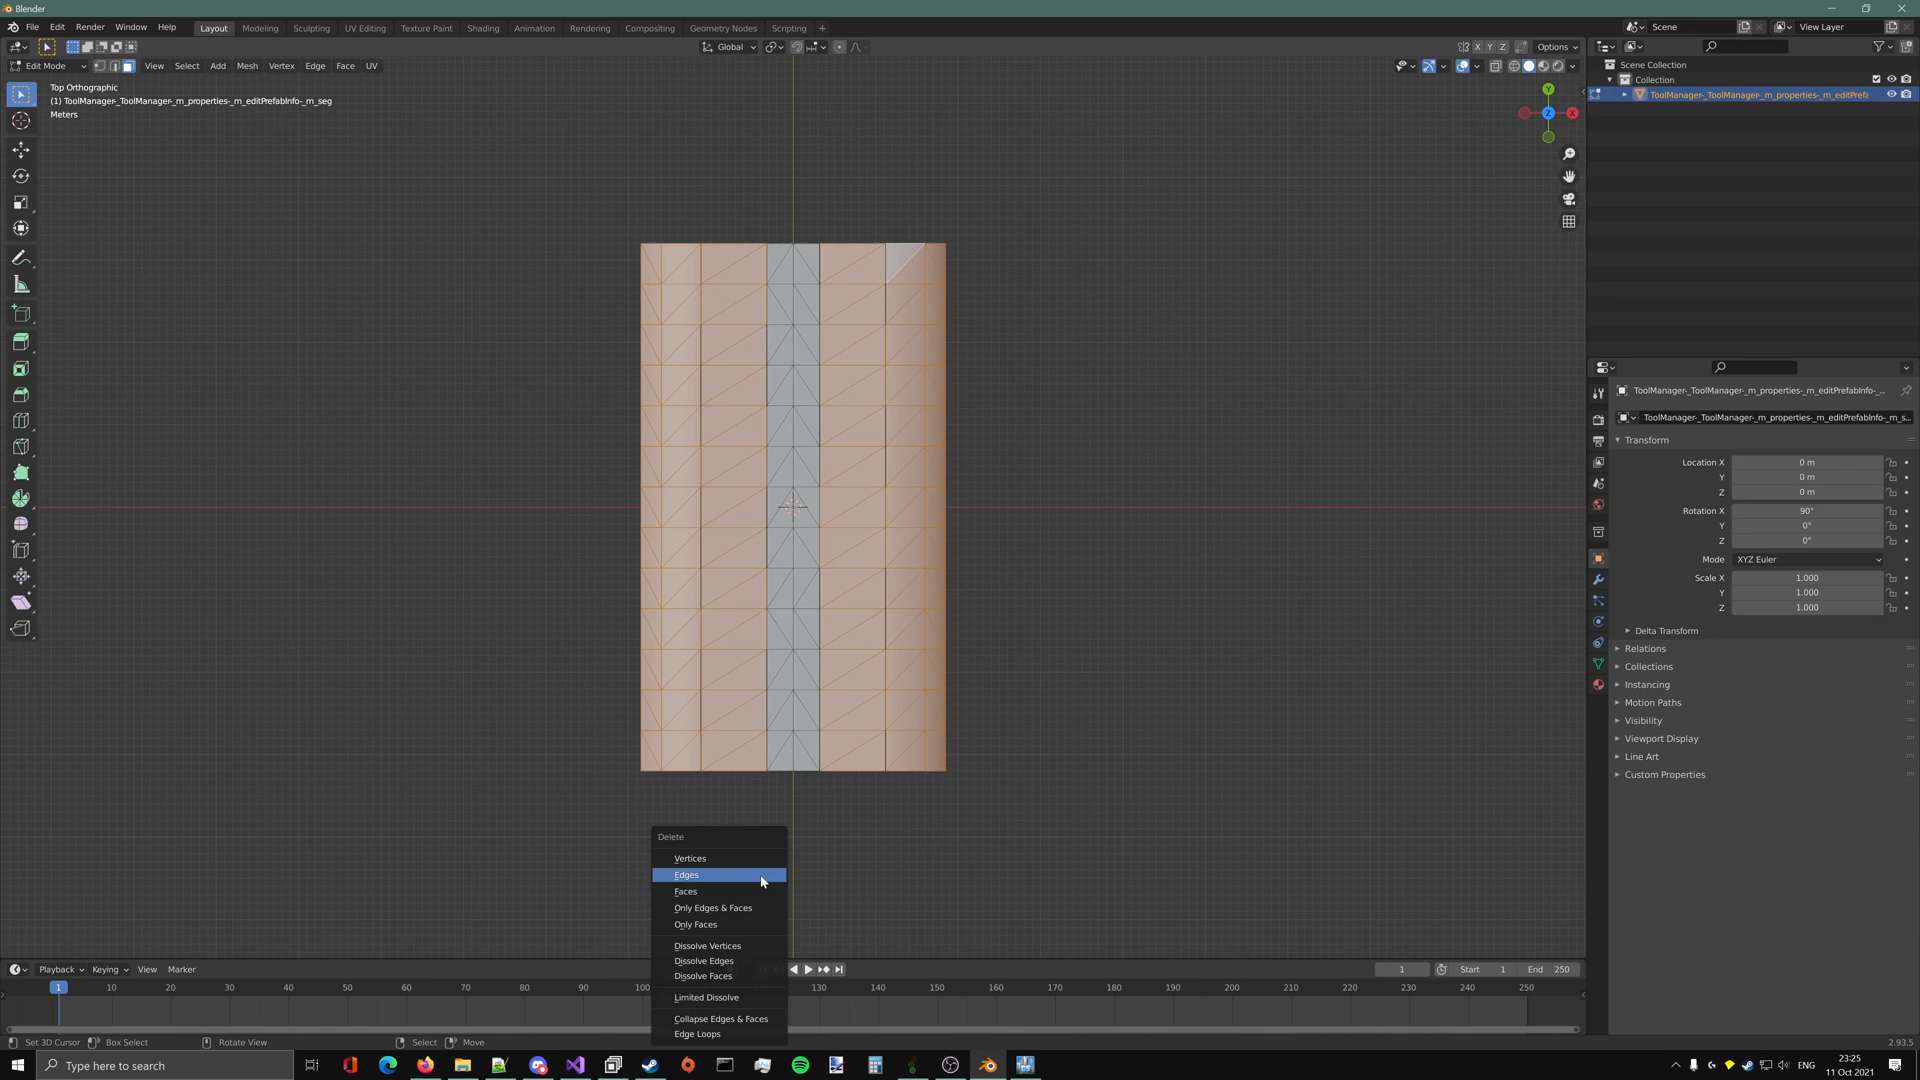 Blender
File Edit Render Window Help Layout Modeling Sculpting UV Editing Texture Paint Shading Animation Rendering Compositing Geometry Nodes Scripting + Scene View Layer
Global X Y Z Options
Edit Mode View Select Add Mesh Vertex Edge Face UV
Top Orthographic
(1) ToolManager-_ToolManager-_m_properties-_m_editPrefabInfo-_m_seg
Meters
Y
Z X
Scene Collection
Collection
ToolManager-_ToolManager-_m_properties-_m_editPrefa
ToolManager-_ToolManager-_m_properties-_m_editPrefabInfo-_...
ToolManager-_ToolManager-_m_properties-_m_editPrefabInfo-_m_s...
Transform
Location X 0 m
Y 0 m
Z 0 m
Rotation X 90°
Y 0°
Z 0°
Mode XYZ Euler
Scale X 1.000
Y 1.000
Z 1.000
Delta Transform
Relations
Collections
Instancing
Motion Paths
Visibility
Viewport Display
Line Art
Custom Properties
Delete
Vertices
Edges
Faces
Only Edges & Faces
Only Faces
Dissolve Vertices
Dissolve Edges
Dissolve Faces
Limited Dissolve
Collapse Edges & Faces
Edge Loops
Playback Keying View Marker 1 Start 1 End 250
1 10 20 30 40 50 60 70 80 90 100 130 140 150 160 170 180 190 200 210 220 230 240 250
Set 3D Cursor Box Select Rotate View Select Move 2.93.5
Type here to search ENG 23:25
11 Oct 2021